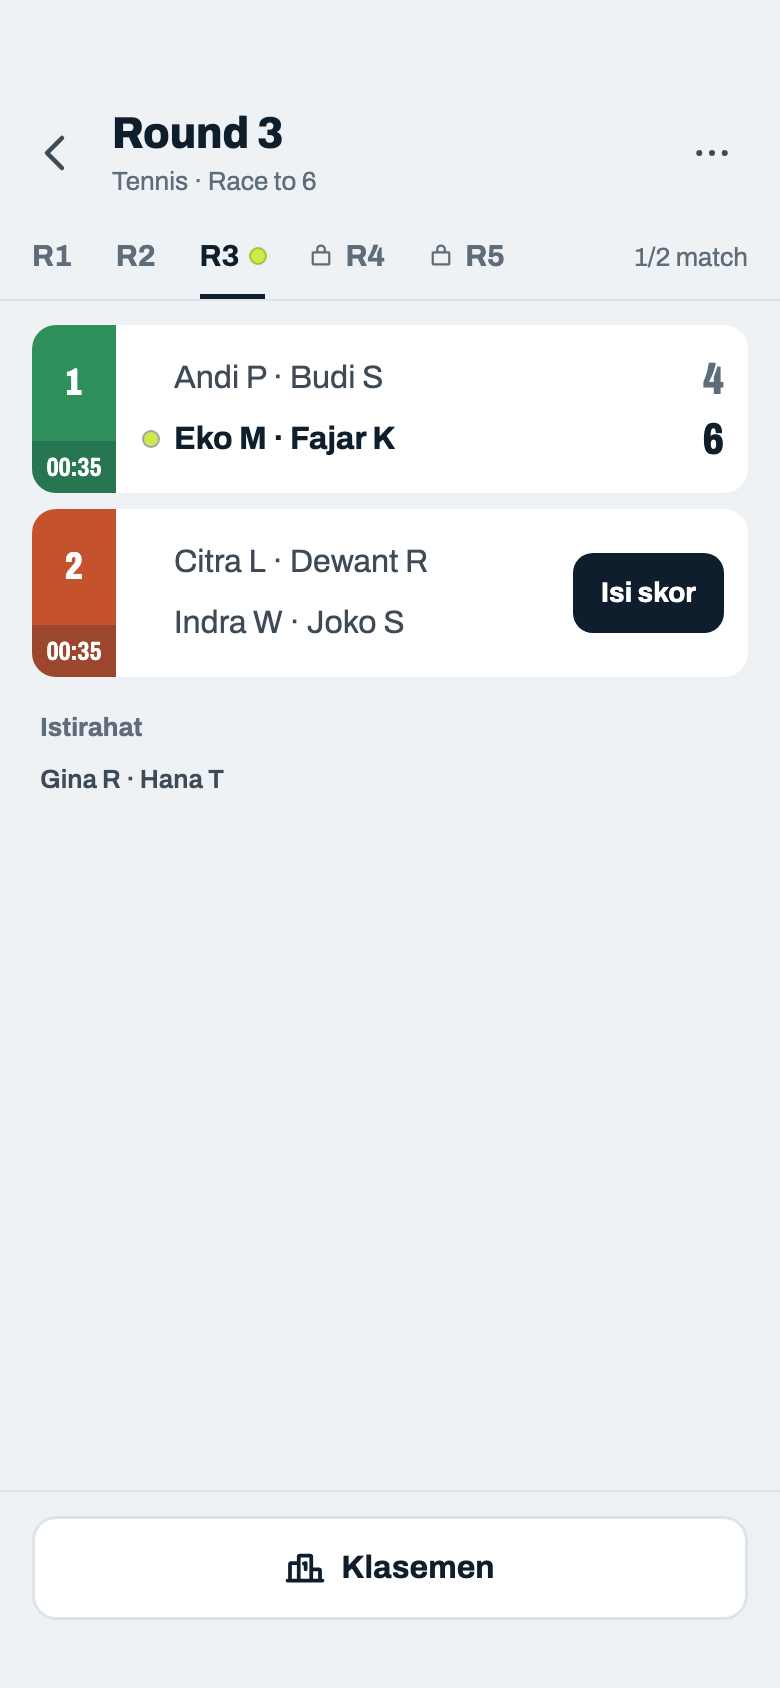 Round 3
Tennis · Race to 6
R1 R2 R3 R4 R5 1/2 match
1
Andi P · Budi S 4
Eko M · Fajar K 6
00:35
2
Citra L · Dewant R
Isi skor
Indra W · Joko S
00:35
Istirahat
Gina R · Hana T
Klasemen